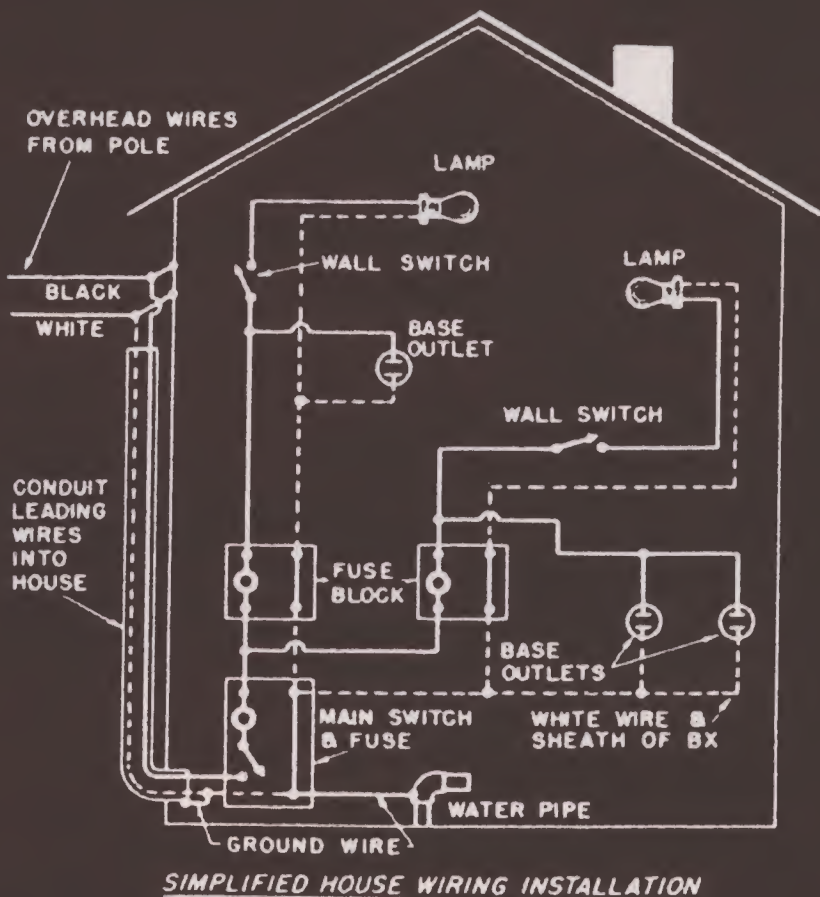 OVERHEAD WIRES
FROM POLE
LAMP
WALL SWITCH
LAMP
BLACK
WHITE
BASE
OUTLET
WALL SWITCH
CONDUIT
LEADING
WIRES
INTO
HOUSE
FUSE
BLOCK
BASE
OUTLETS
MAIN SWITCH
& FUSE
WHITE WIRE &
SHEATH OF BX
WATER PIPE
GROUND WIRE
SIMPLIFIED HOUSE WIRING INSTALLATION